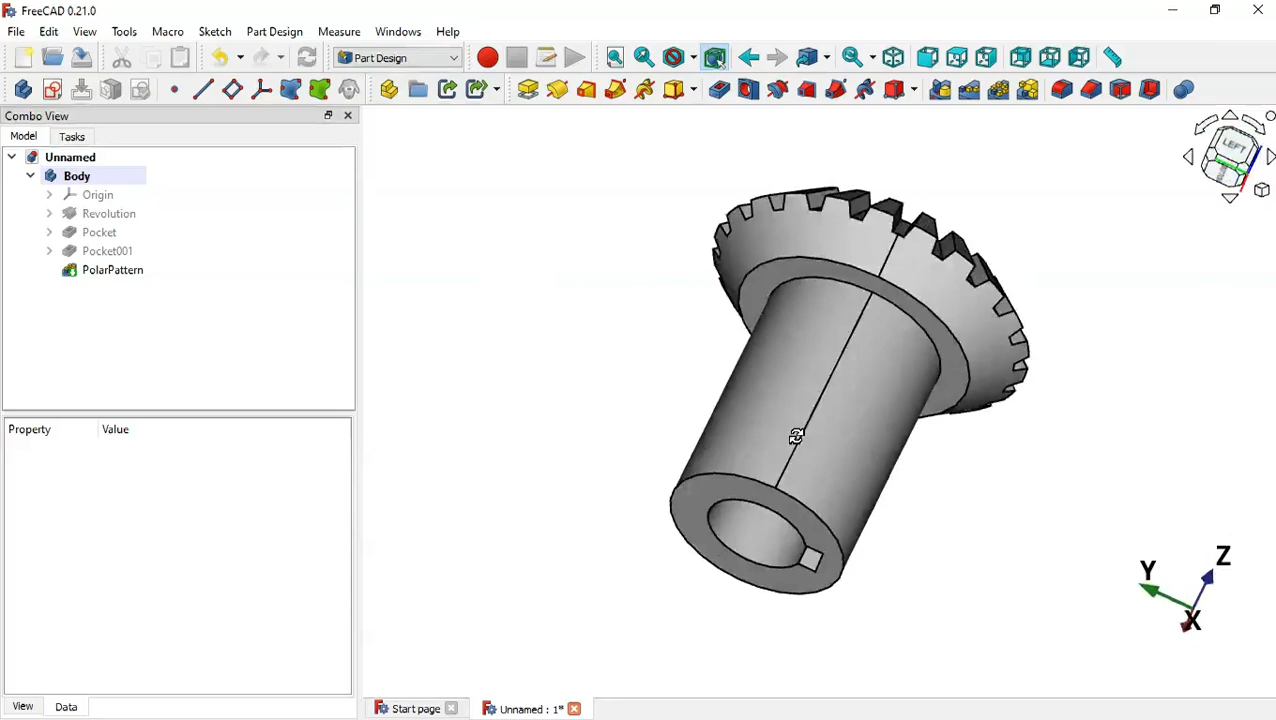 FreeCAD 0.21.0
File Edit View Tools Macro Sketch Part Design Measure Windows Help
Part Design
Combo View
Model Tasks
Unnamed
Body
Origin
Revolution
Pocket
Pocket001
PolarPattern
Property Value
LEFT
Z
Y
X
View Data
Start page Unnamed : 1*